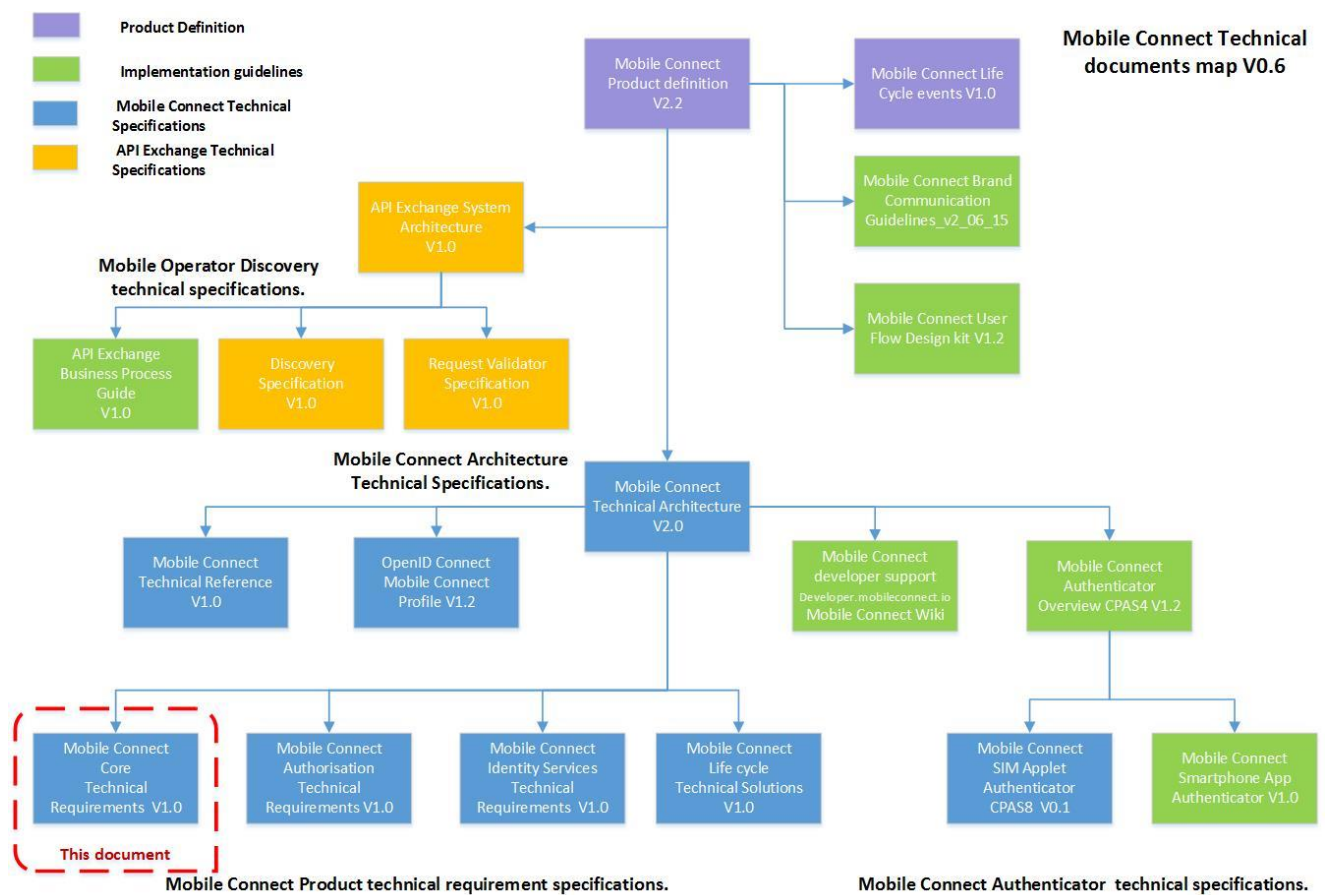 Product Definition
Implementation guidelines
Mobile Connect Technical
Specifications
API Exchange Technical
Specifications
Mobile Connect Technical
documents map V0.6
Mobile Connect
Product definition
V2.2
Mobile Connect Life
Cycle events V1.0
Mobile Connect Brand
Communication
Guidelines_v2_06_15
Mobile Connect User
Flow Design kit V1.2
API Exchange System
Architecture
V1.0
Mobile Operator Discovery
technical specifications.
API Exchange
Business Process
Guide
V1.0
Discovery
Specification
V1.0
Request Validator
Specification
V1.0
Mobile Connect Architecture
Technical Specifications.
Mobile Connect
Technical Architecture
V2.0
Mobile Connect
Technical Reference
V1.0
OpenID Connect
Mobile Connect
Profile V1.2
Mobile Connect
developer support
Developer.mobileconnect.io
Mobile Connect Wiki
Mobile Connect
Authenticator
Overview CPAS4 V1.2
Mobile Connect
Core
Technical
Requirements V1.0
This document
Mobile Connect
Authorisation
Technical
Requirements V1.0
Mobile Connect
Identity Services
Technical
Requirements V1.0
Mobile Connect
Life cycle
Technical Solutions
V1.0
Mobile Connect
SIM Applet
Authenticator
CPAS8 V0.1
Mobile Connect
Smartphone App
Authenticator V1.0
Mobile Connect Product technical requirement specifications.
Mobile Connect Authenticator technical specifications.